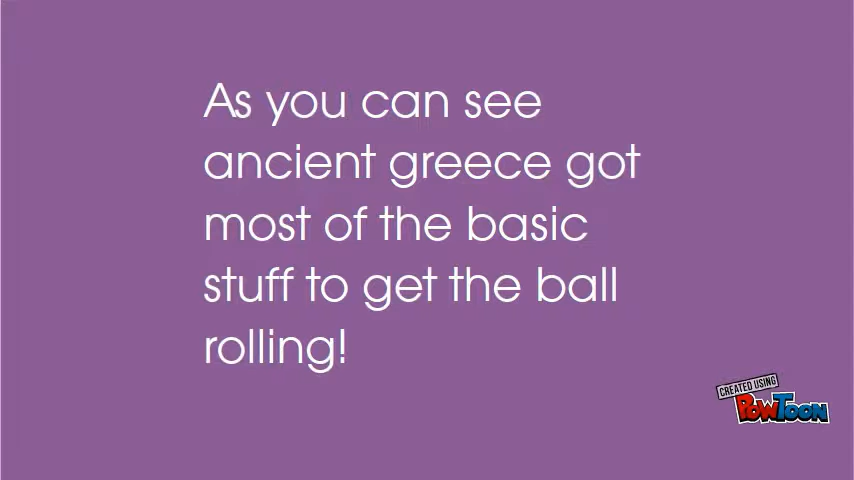 As you can see
ancient greece got
most of the basic
stuff to get the ball
rolling!
CREATED USING
POWTOON